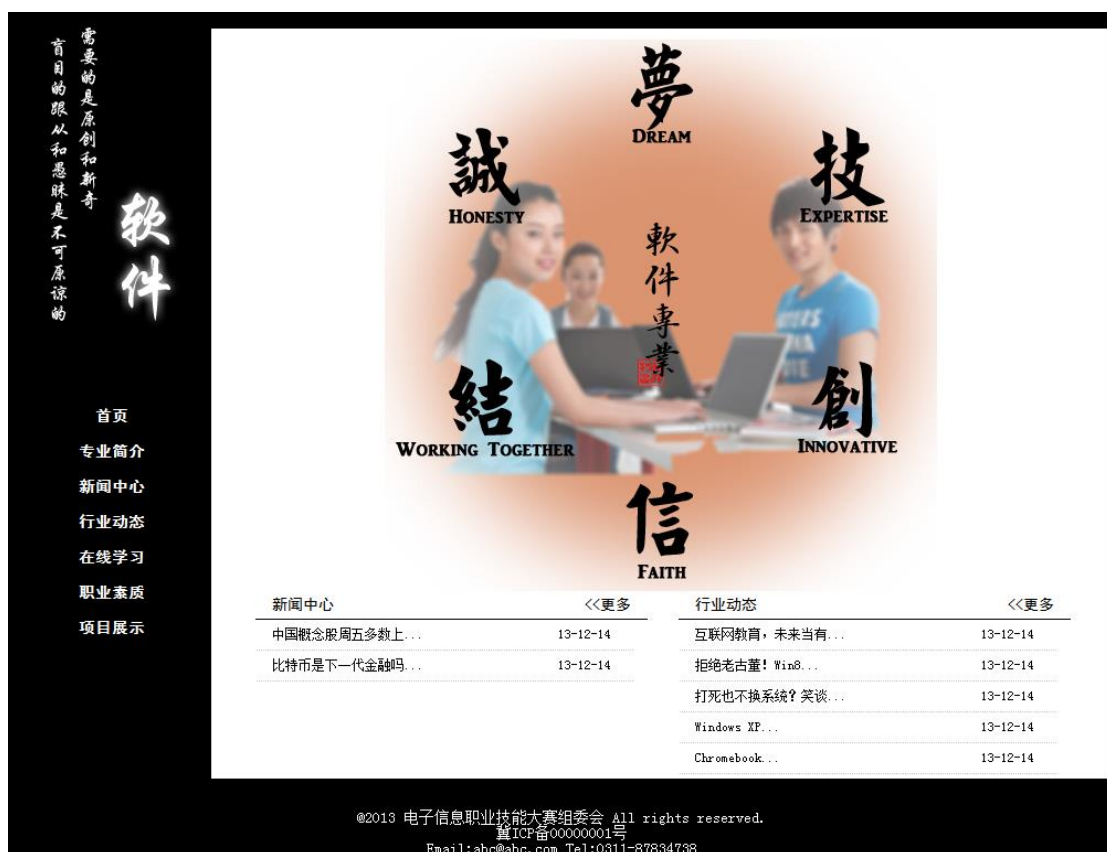 需要的是原创和新奇
盲目的跟从和愚昧是不可原谅的
软件
首页
专业简介
新闻中心
行业动态
在线学习
职业素质
项目展示
夢
DREAM
誠
HONESTY
技
EXPERTISE
軟件專業
結
WORKING TOGETHER
創
INNOVATIVE
信
FAITH
新闻中心 <<更多
中国概念股周五多数上... 13-12-14
比特币是下一代金融吗... 13-12-14
行业动态 <<更多
互联网教育，未来当有... 13-12-14
拒绝老古董！Win8... 13-12-14
打死也不换系统？笑谈... 13-12-14
Windows XP... 13-12-14
Chromebook... 13-12-14
@2013 电子信息职业技能大赛组委会 All rights reserved.
冀ICP备00000001号
Email:abc@abc.com Tel:0311-87834738